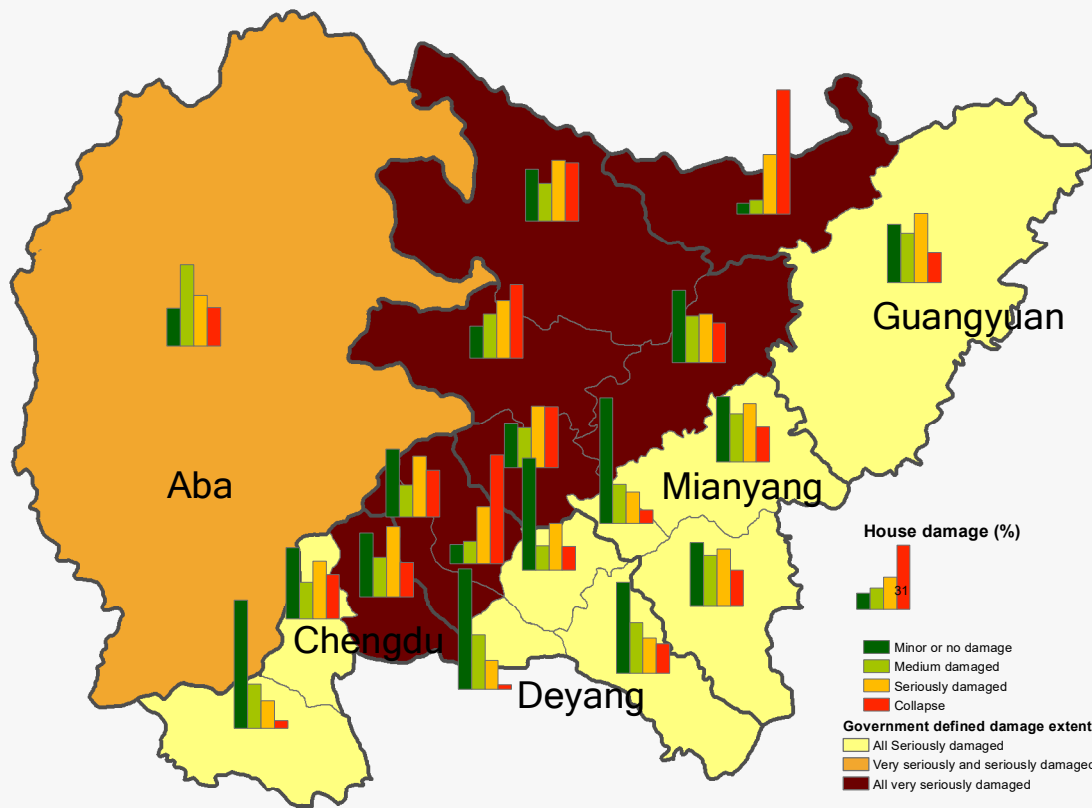 Guangyuan
Aba
Mianyang
Chengdu
Deyang
House damage (%)
31
Minor or no damage
Medium damaged
Seriously damaged
Collapse
Government defined damage extent
All Seriously damaged
Very seriously and seriously damaged
All very seriously damaged